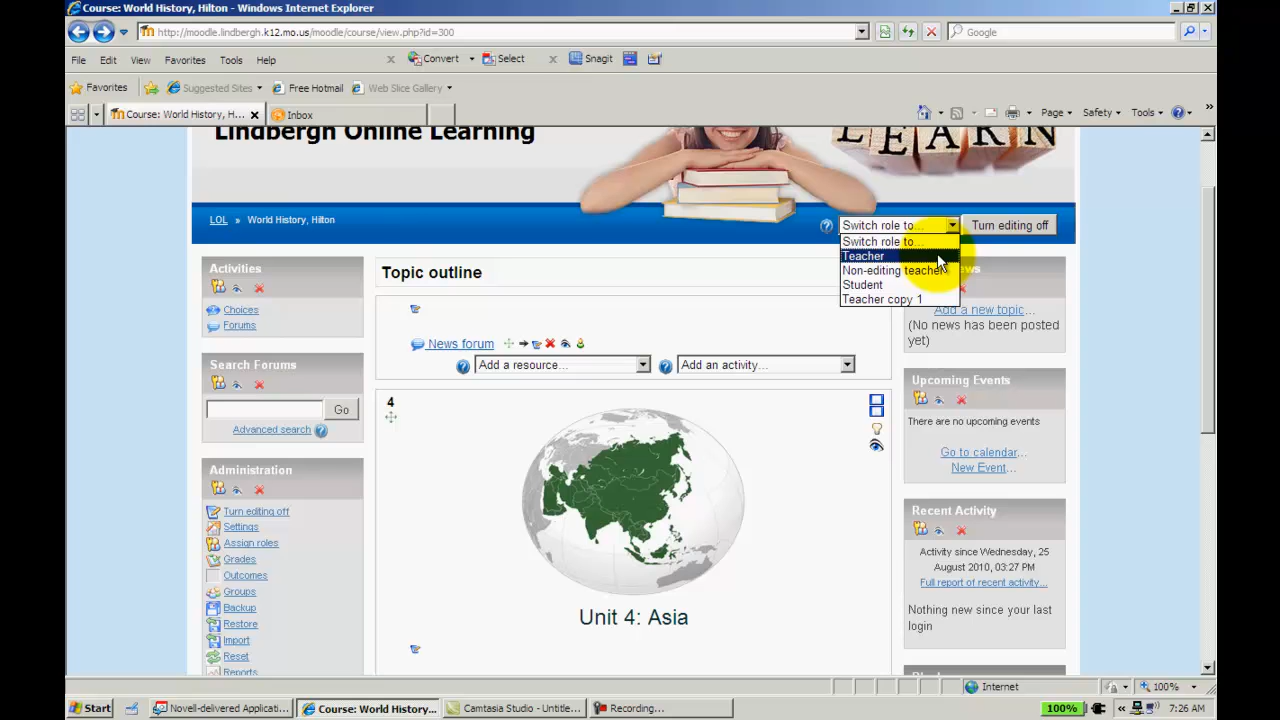 Course: World History, Hilton - Windows Internet Explorer
http://moodle.lindbergh.k12.mo.us/moodle/course/view.php?id=300
Google
File Edit View Favorites Tools Help
x Convert Select x Snagit
Favorites Suggested Sites Free Hotmail Web Slice Gallery
Course: World History, H... x Inbox
Page Safety Tools »
Lindbergh Online Learning
LEARN
LOL » World History, Hilton
Switch role to...
Turn editing off
Switch role to...
Teacher
Non-editing teacher
Student
Teacher copy 1
Activities
Choices
Forums
Search Forums
Go
Advanced search
Administration
Turn editing off
Settings
Assign roles
Grades
Outcomes
Groups
Backup
Restore
Import
Reset
Reports
Topic outline
News forum
Add a resource...
Add an activity...
4
Unit 4: Asia
News
Add a new topic...
(No news has been posted
yet)
Upcoming Events
There are no upcoming events
Go to calendar...
New Event...
Recent Activity
Activity since Wednesday, 25
August 2010, 03:27 PM
Full report of recent activity...
Nothing new since your last
login
Internet
100%
Start
Novell-delivered Applicati...
Course: World History,...
Camtasia Studio - Untitle...
Recording...
100%
« 7:26 AM